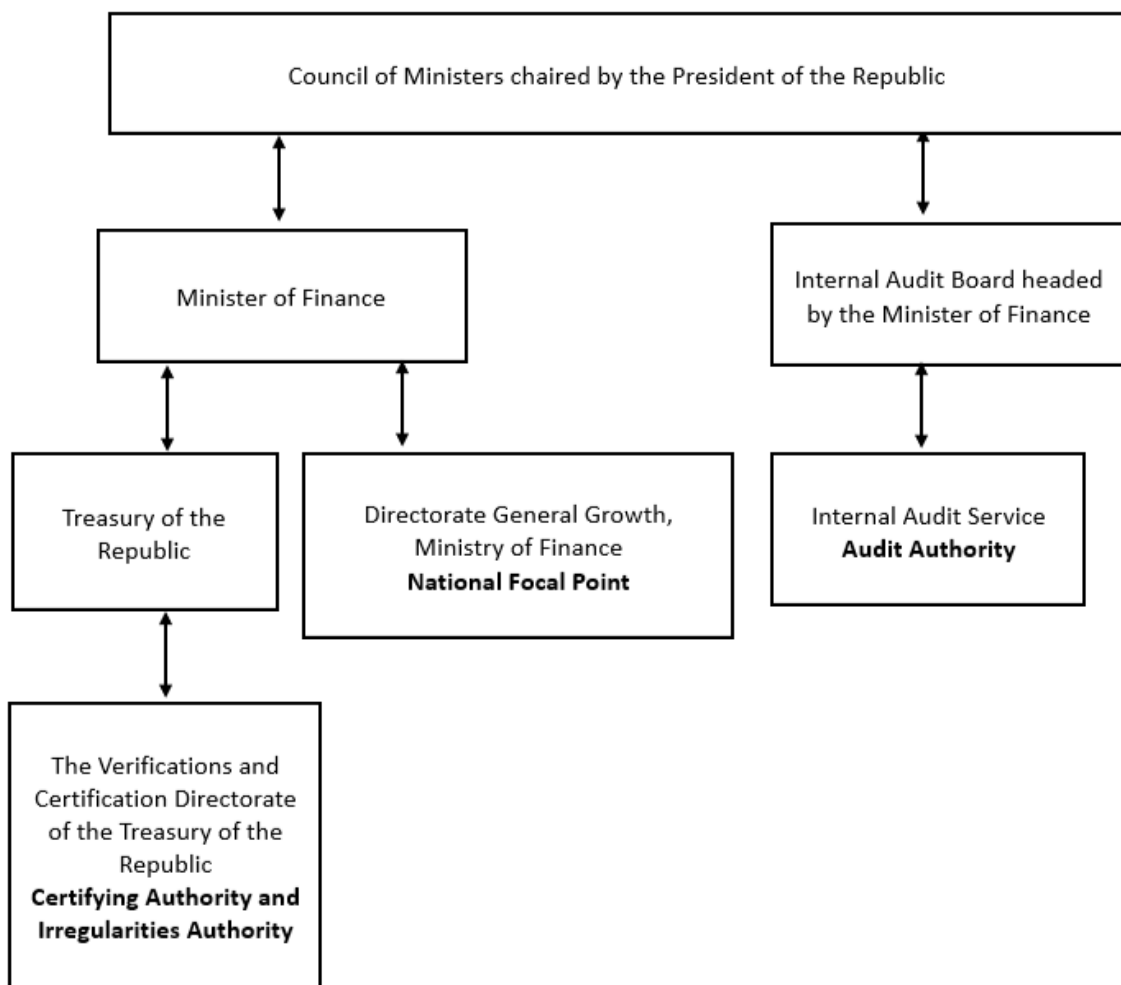 Council of Ministers chaired by the President of the Republic
Minister of Finance
Internal Audit Board headed
by the Minister of Finance
Treasury of the
Republic
Directorate General Growth,
Ministry of Finance
National Focal Point
Internal Audit Service
Audit Authority
The Verifications and
Certification Directorate
of the Treasury of the
Republic
Certifying Authority and
Irregularities Authority